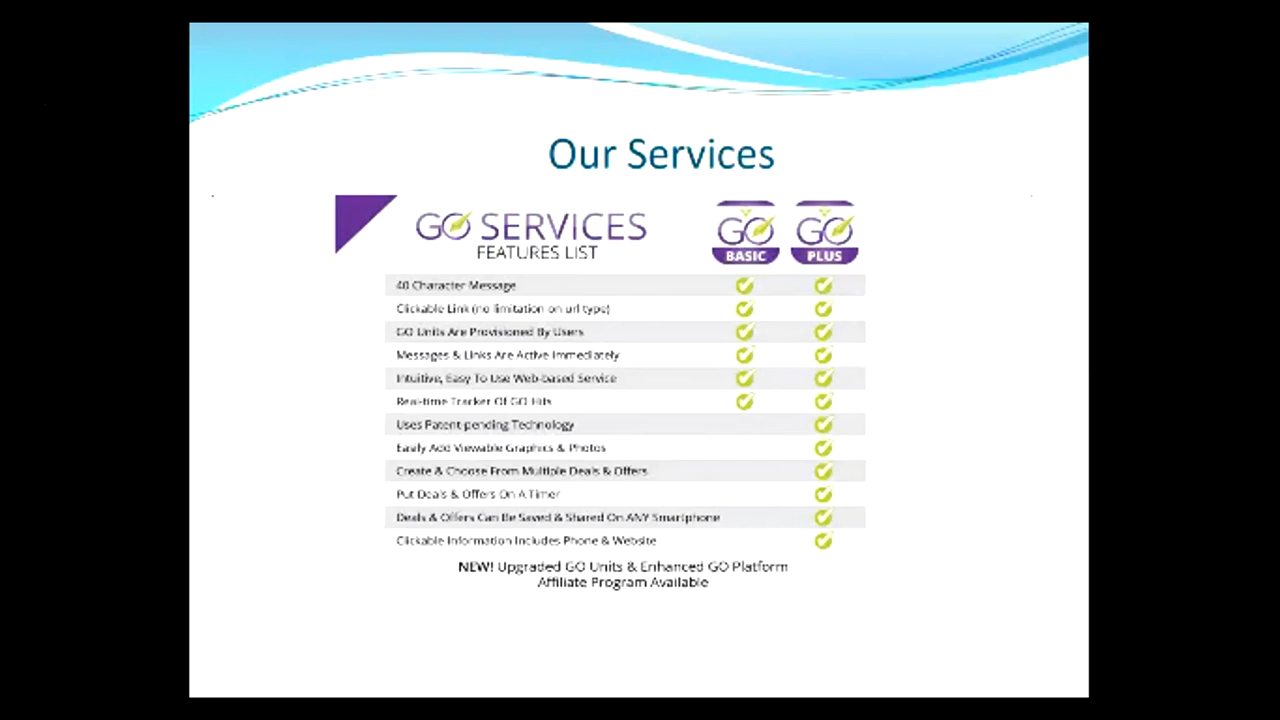 Our Services
GO SERVICES
FEATURES LIST
GO BASIC
GO PLUS
40 Character Message
Clickable Link (no limitation on url type)
GO Units Are Provisioned By Users
Messages & Links Are Active Immediately
Intuitive, Easy To Use Web-based Service
Real-time Tracker Of GO Hits
Uses Patent-pending Technology
Easily Add Viewable Graphics & Photos
Create & Choose From Multiple Deals & Offers
Put Deals & Offers On A Timer
Deals & Offers Can Be Saved & Shared On ANY Smartphone
Clickable Information Includes Phone & Website
NEW! Upgraded GO Units & Enhanced GO Platform
Affiliate Program Available